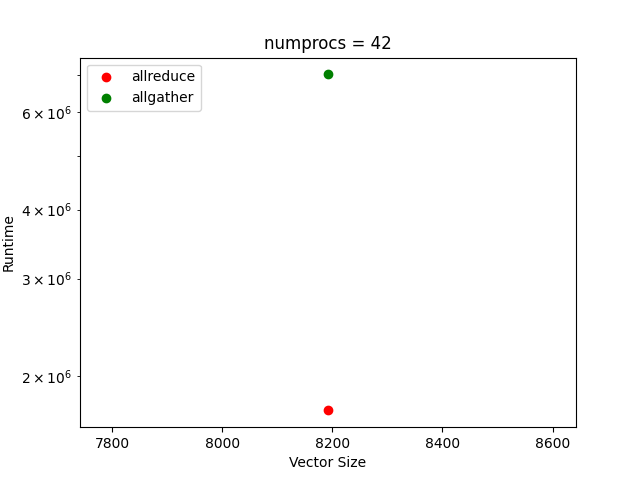 numprocs = 42
allreduce
allgather
Runtime
6 × 10⁶
4 × 10⁶
3 × 10⁶
2 × 10⁶
7800 8000 8200 8400 8600
Vector Size